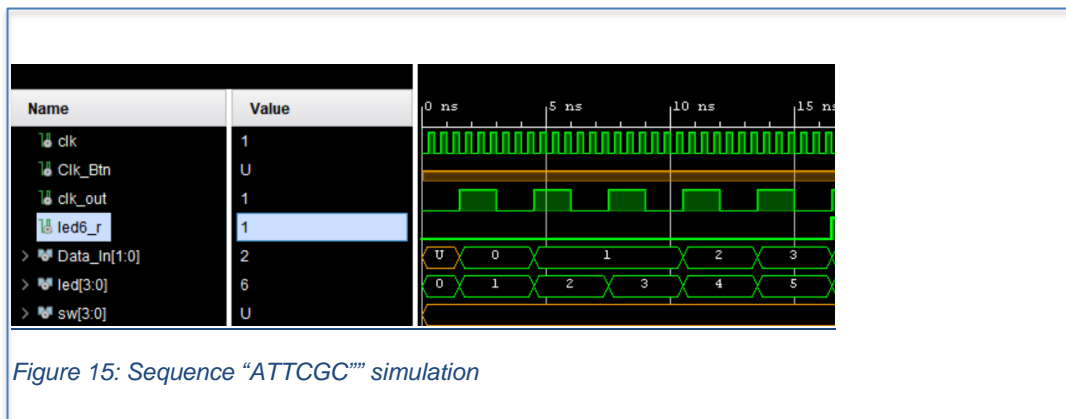 Name Value
0 ns 5 ns 10 ns 15 ns
clk 1
Clk_Btn U
clk_out 1
led6_r 1
> Data_In[1:0] 2 U 0 1 2 3
> led[3:0] 6 0 1 2 3 4 5
> sw[3:0] U
Figure 15: Sequence “ATTCGC”” simulation